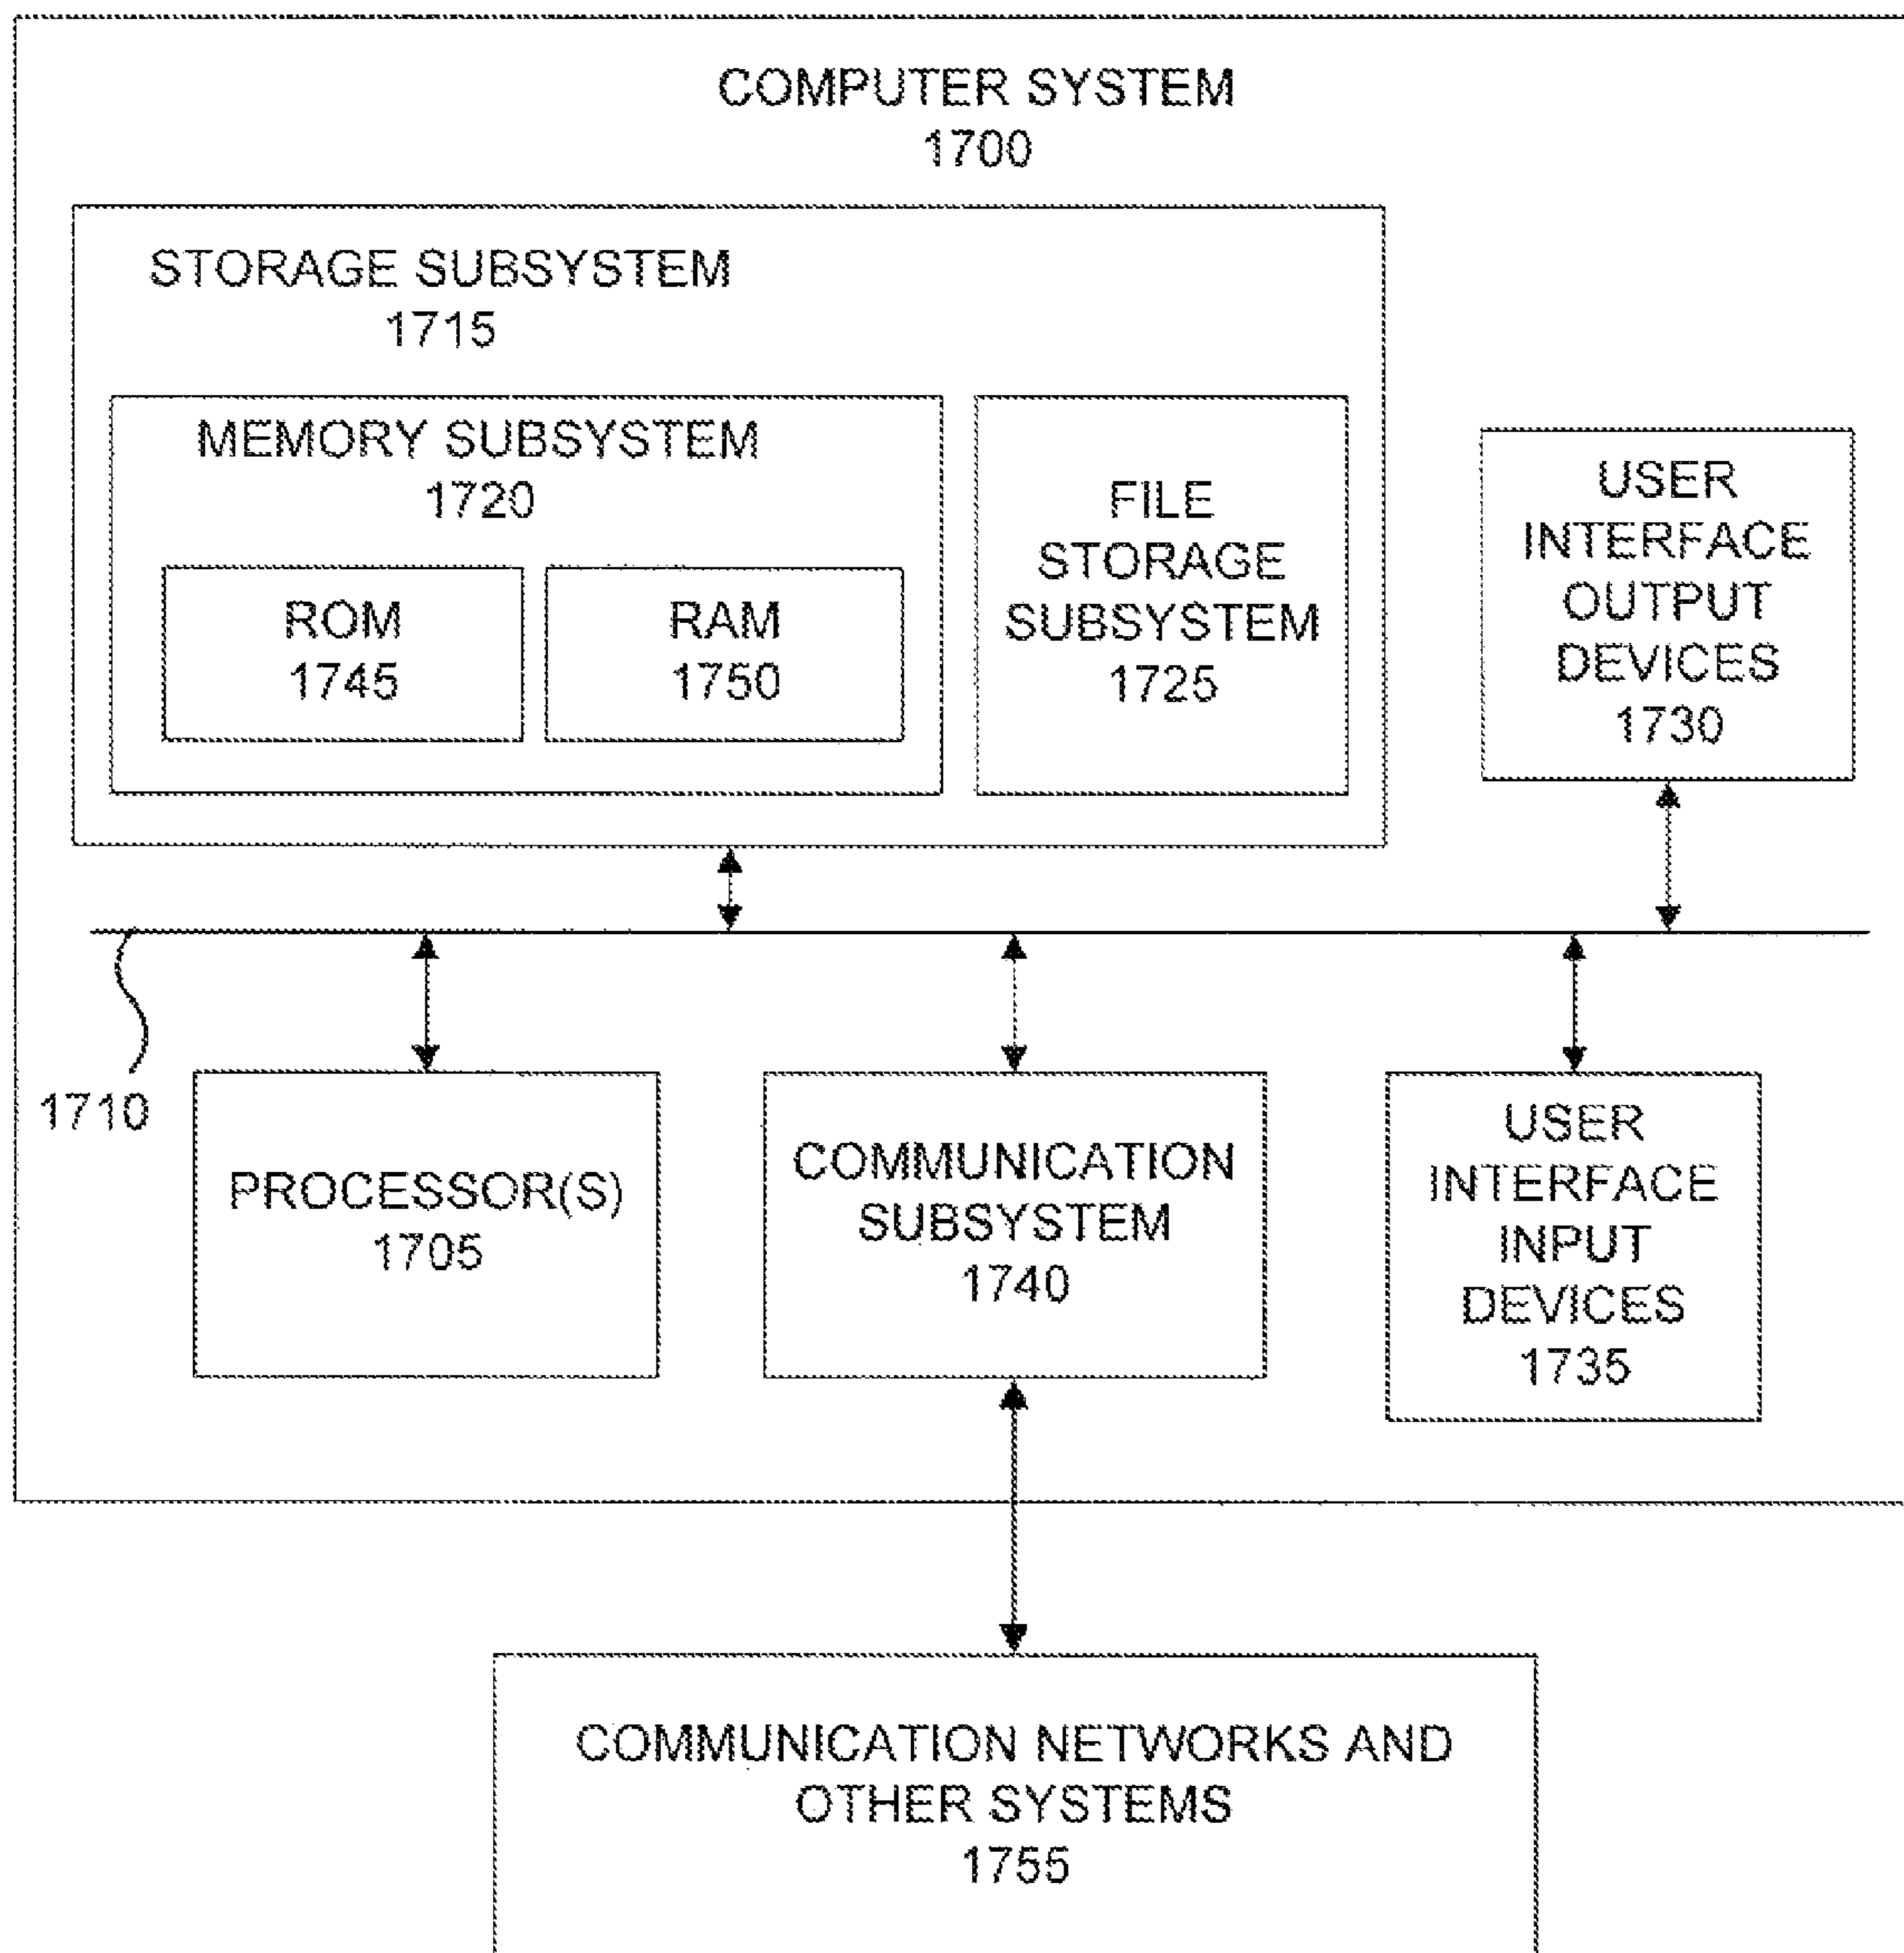 COMPUTER SYSTEM
1700
STORAGE SUBSYSTEM
1715
MEMORY SUBSYSTEM
1720
ROM
1745
RAM
1750
FILE
STORAGE
SUBSYSTEM
1725
USER
INTERFACE
OUTPUT
DEVICES
1730
1710
PROCESSOR(S)
1705
COMMUNICATION
SUBSYSTEM
1740
USER
INTERFACE
INPUT
DEVICES
1735
COMMUNICATION NETWORKS AND
OTHER SYSTEMS
1755